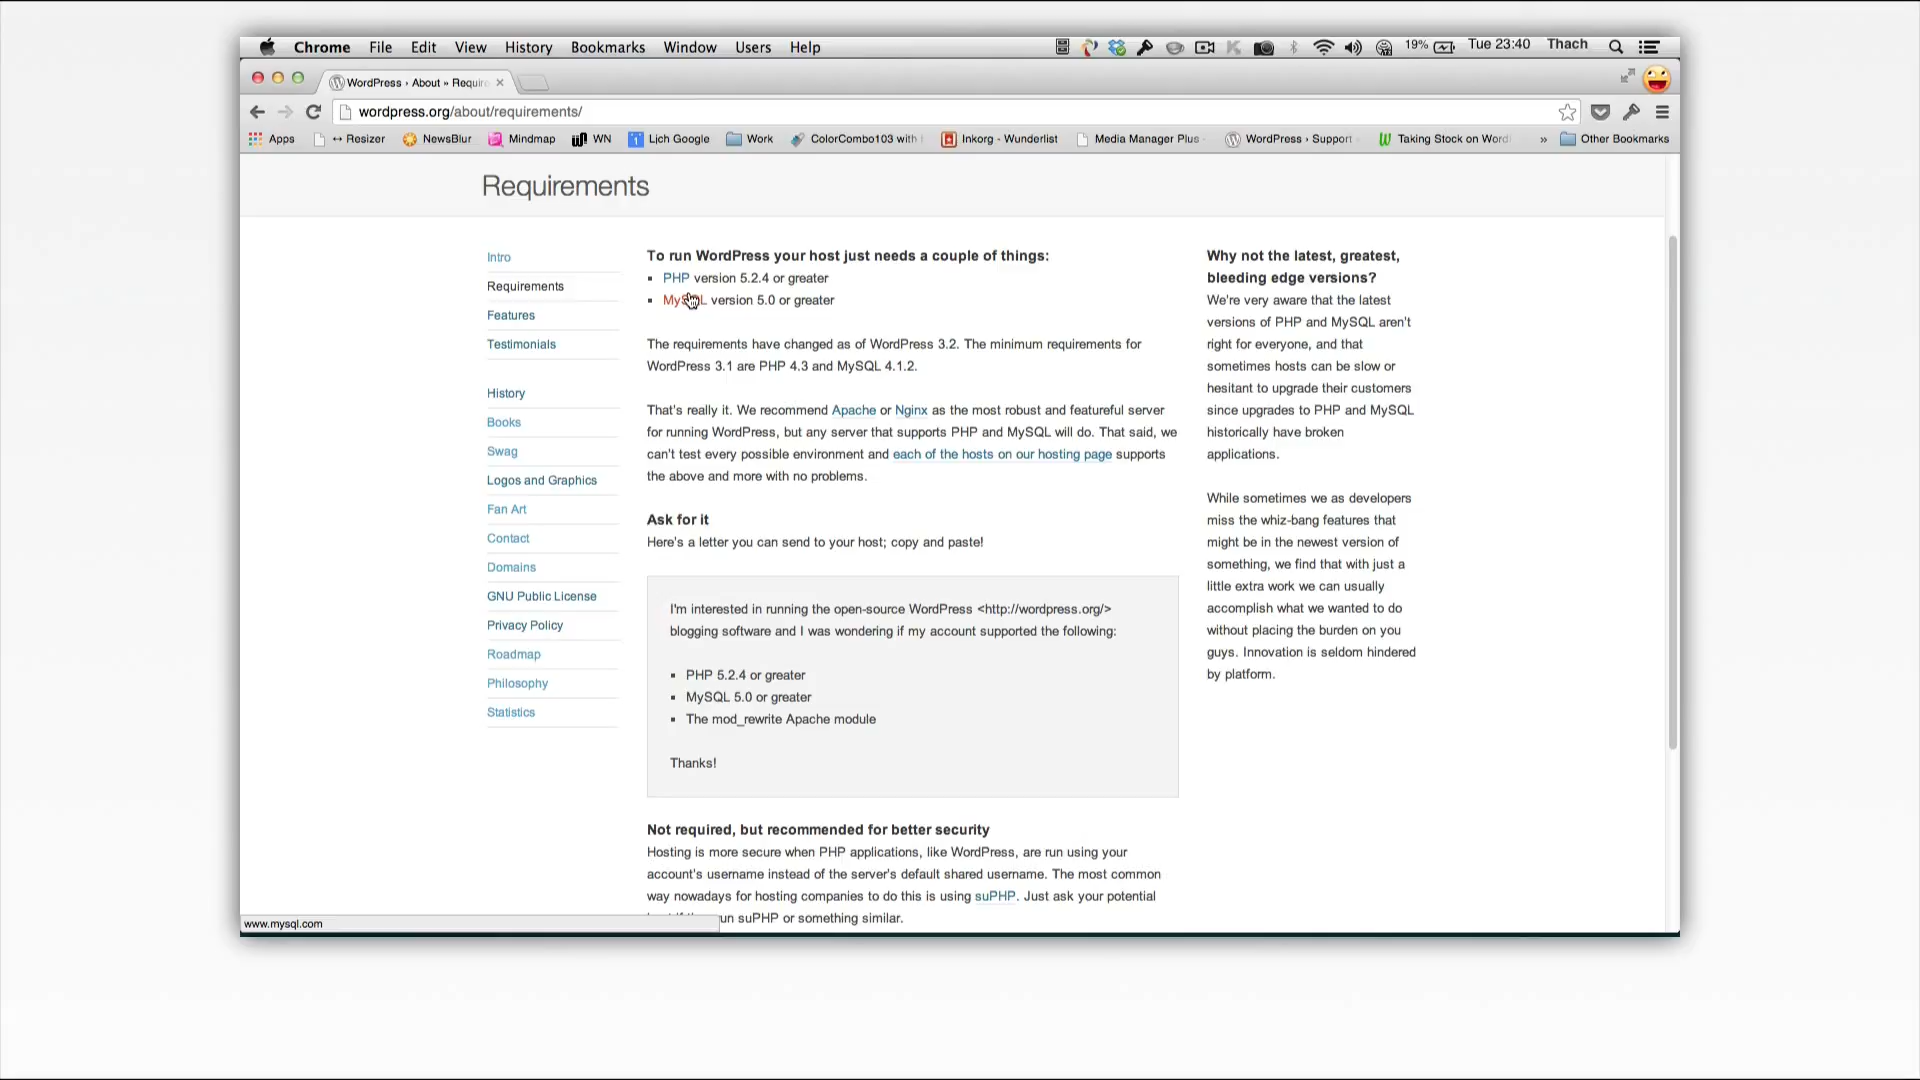 Chrome File Edit View History Bookmarks Window Users Help 19% Tue 23:40 Thach
WordPress › About » Require
wordpress.org/about/requirements/
Apps ↔ Resizer NewsBlur Mindmap WN Lịch Google Work ColorCombo103 with Inkorg - Wunderlist Media Manager Plus WordPress › Support Taking Stock on Word » Other Bookmarks
Requirements
Intro
Requirements
Features
Testimonials
History
Books
Swag
Logos and Graphics
Fan Art
Contact
Domains
GNU Public License
Privacy Policy
Roadmap
Philosophy
Statistics
To run WordPress your host just needs a couple of things:
PHP version 5.2.4 or greater
MySQL version 5.0 or greater
The requirements have changed as of WordPress 3.2. The minimum requirements for
WordPress 3.1 are PHP 4.3 and MySQL 4.1.2.
That's really it. We recommend Apache or Nginx as the most robust and featureful server
for running WordPress, but any server that supports PHP and MySQL will do. That said, we
can't test every possible environment and each of the hosts on our hosting page supports
the above and more with no problems.
Ask for it
Here's a letter you can send to your host; copy and paste!
I'm interested in running the open-source WordPress <http://wordpress.org/>
blogging software and I was wondering if my account supported the following:
PHP 5.2.4 or greater
MySQL 5.0 or greater
The mod_rewrite Apache module
Thanks!
Not required, but recommended for better security
Hosting is more secure when PHP applications, like WordPress, are run using your
account's username instead of the server's default shared username. The most common
way nowadays for hosting companies to do this is using suPHP. Just ask your potential
un suPHP or something similar.
Why not the latest, greatest,
bleeding edge versions?
We're very aware that the latest
versions of PHP and MySQL aren't
right for everyone, and that
sometimes hosts can be slow or
hesitant to upgrade their customers
since upgrades to PHP and MySQL
historically have broken
applications.
While sometimes we as developers
miss the whiz-bang features that
might be in the newest version of
something, we find that with just a
little extra work we can usually
accomplish what we wanted to do
without placing the burden on you
guys. Innovation is seldom hindered
by platform.
www.mysql.com